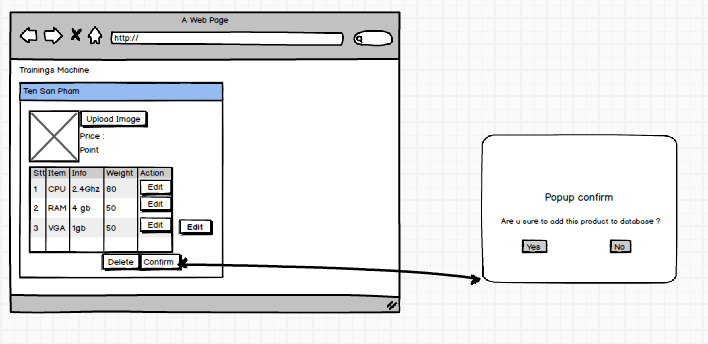 A Web Page
http://
Trainings Machine
Ten San Pham
Upload Image
Price :
Point
Stt Item Info Weight Action
1 CPU 2.4Ghz 80 Edit
2 RAM 4 gb 50 Edit
3 VGA 1gb 50 Edit Edit
Delete Confirm
Popup confirm
Are u sure to add this product to database ?
Yes No